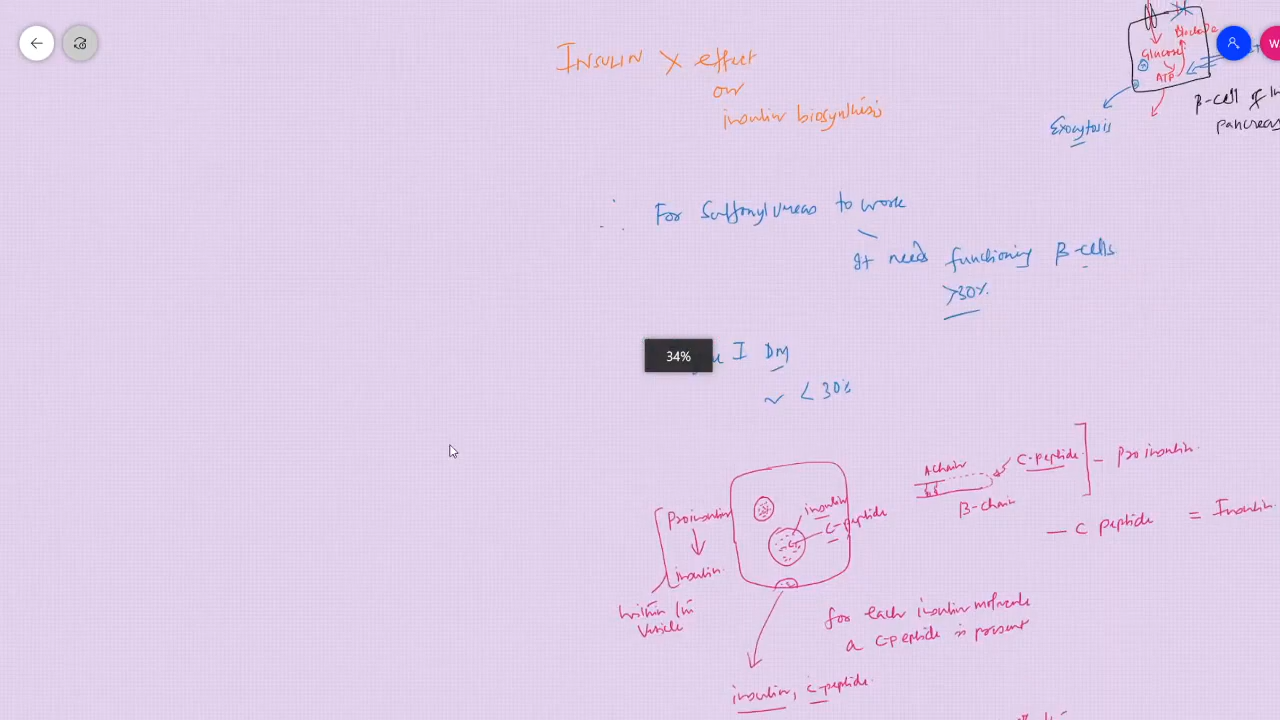 INSULIN X effect
on
insulin biosynthesis
Glucose
ATP
Exocytosis
β-cell of
pancreas
W
∴ For Sulfonylureas to work
It needs functioning β-cells
>30%
34%
I DM
~ < 30%
A chain
C-peptide
- Proinsulin
β-chain
- C peptide = Insulin
Proinsulin
↓
insulin
Within the
vesicle
insulin
C-peptide
for each insulin molecule
a C-peptide is present
insulin, C-peptide